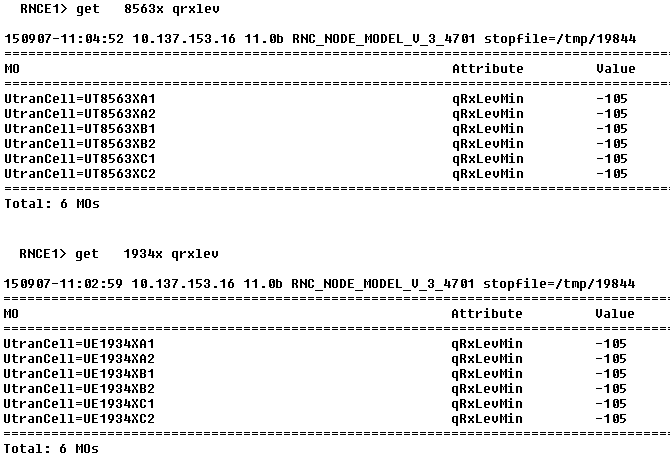 RNCE1> get   8563x qrxlev
150907-11:04:52 10.137.153.16 11.0b RNC_NODE_MODEL_V_3_4701 stopfile=/tmp/19844
===================================================================================
MO                                                      Attribute         Value
===================================================================================
UtranCell=UT8563XA1                                     qRxLevMin         -105
UtranCell=UT8563XA2                                     qRxLevMin         -105
UtranCell=UT8563XB1                                     qRxLevMin         -105
UtranCell=UT8563XB2                                     qRxLevMin         -105
UtranCell=UT8563XC1                                     qRxLevMin         -105
UtranCell=UT8563XC2                                     qRxLevMin         -105
===================================================================================
Total: 6 MOs
RNCE1> get   1934x qrxlev
150907-11:02:59 10.137.153.16 11.0b RNC_NODE_MODEL_V_3_4701 stopfile=/tmp/19844
===================================================================================
MO                                                      Attribute         Value
===================================================================================
UtranCell=UE1934XA1                                     qRxLevMin         -105
UtranCell=UE1934XA2                                     qRxLevMin         -105
UtranCell=UE1934XB1                                     qRxLevMin         -105
UtranCell=UE1934XB2                                     qRxLevMin         -105
UtranCell=UE1934XC1                                     qRxLevMin         -105
UtranCell=UE1934XC2                                     qRxLevMin         -105
===================================================================================
Total: 6 MOs